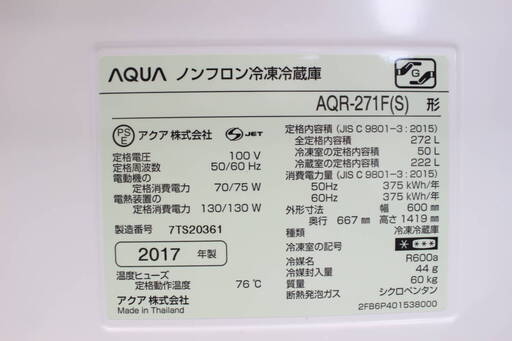 AQUA ノンフロン冷凍冷蔵庫
AQR-271F(S) 形
PS E アクア 株式会社 S JET
定格電圧 100 V
定格周波数 50/60 Hz
電動機の
定格消費電力 70/75 W
電熱装置の
定格消費電力 130/130 W
製造番号 7TS20361
2017 年製
温度ヒューズ
定格動作温度 76℃
アクア 株式会社
Made in Thailand
G
定格内容積 (JIS C 9801-3 : 2015)
全定格内容積 272 L
冷凍室の定格内容積 50 L
冷蔵室の定格内容積 222 L
消費電力量 (JIS C 9801-3 : 2015)
50Hz 375 kWh/年
60Hz 375 kWh/年
外形寸法 幅 600 mm
奥行 667 mm 高さ 1419 mm
種類 冷凍冷蔵庫
冷凍室の記号
冷媒名 R600a
冷媒封入量 44 g
質量 60 kg
断熱発泡ガス シクロペンタン
2FB6P401538000